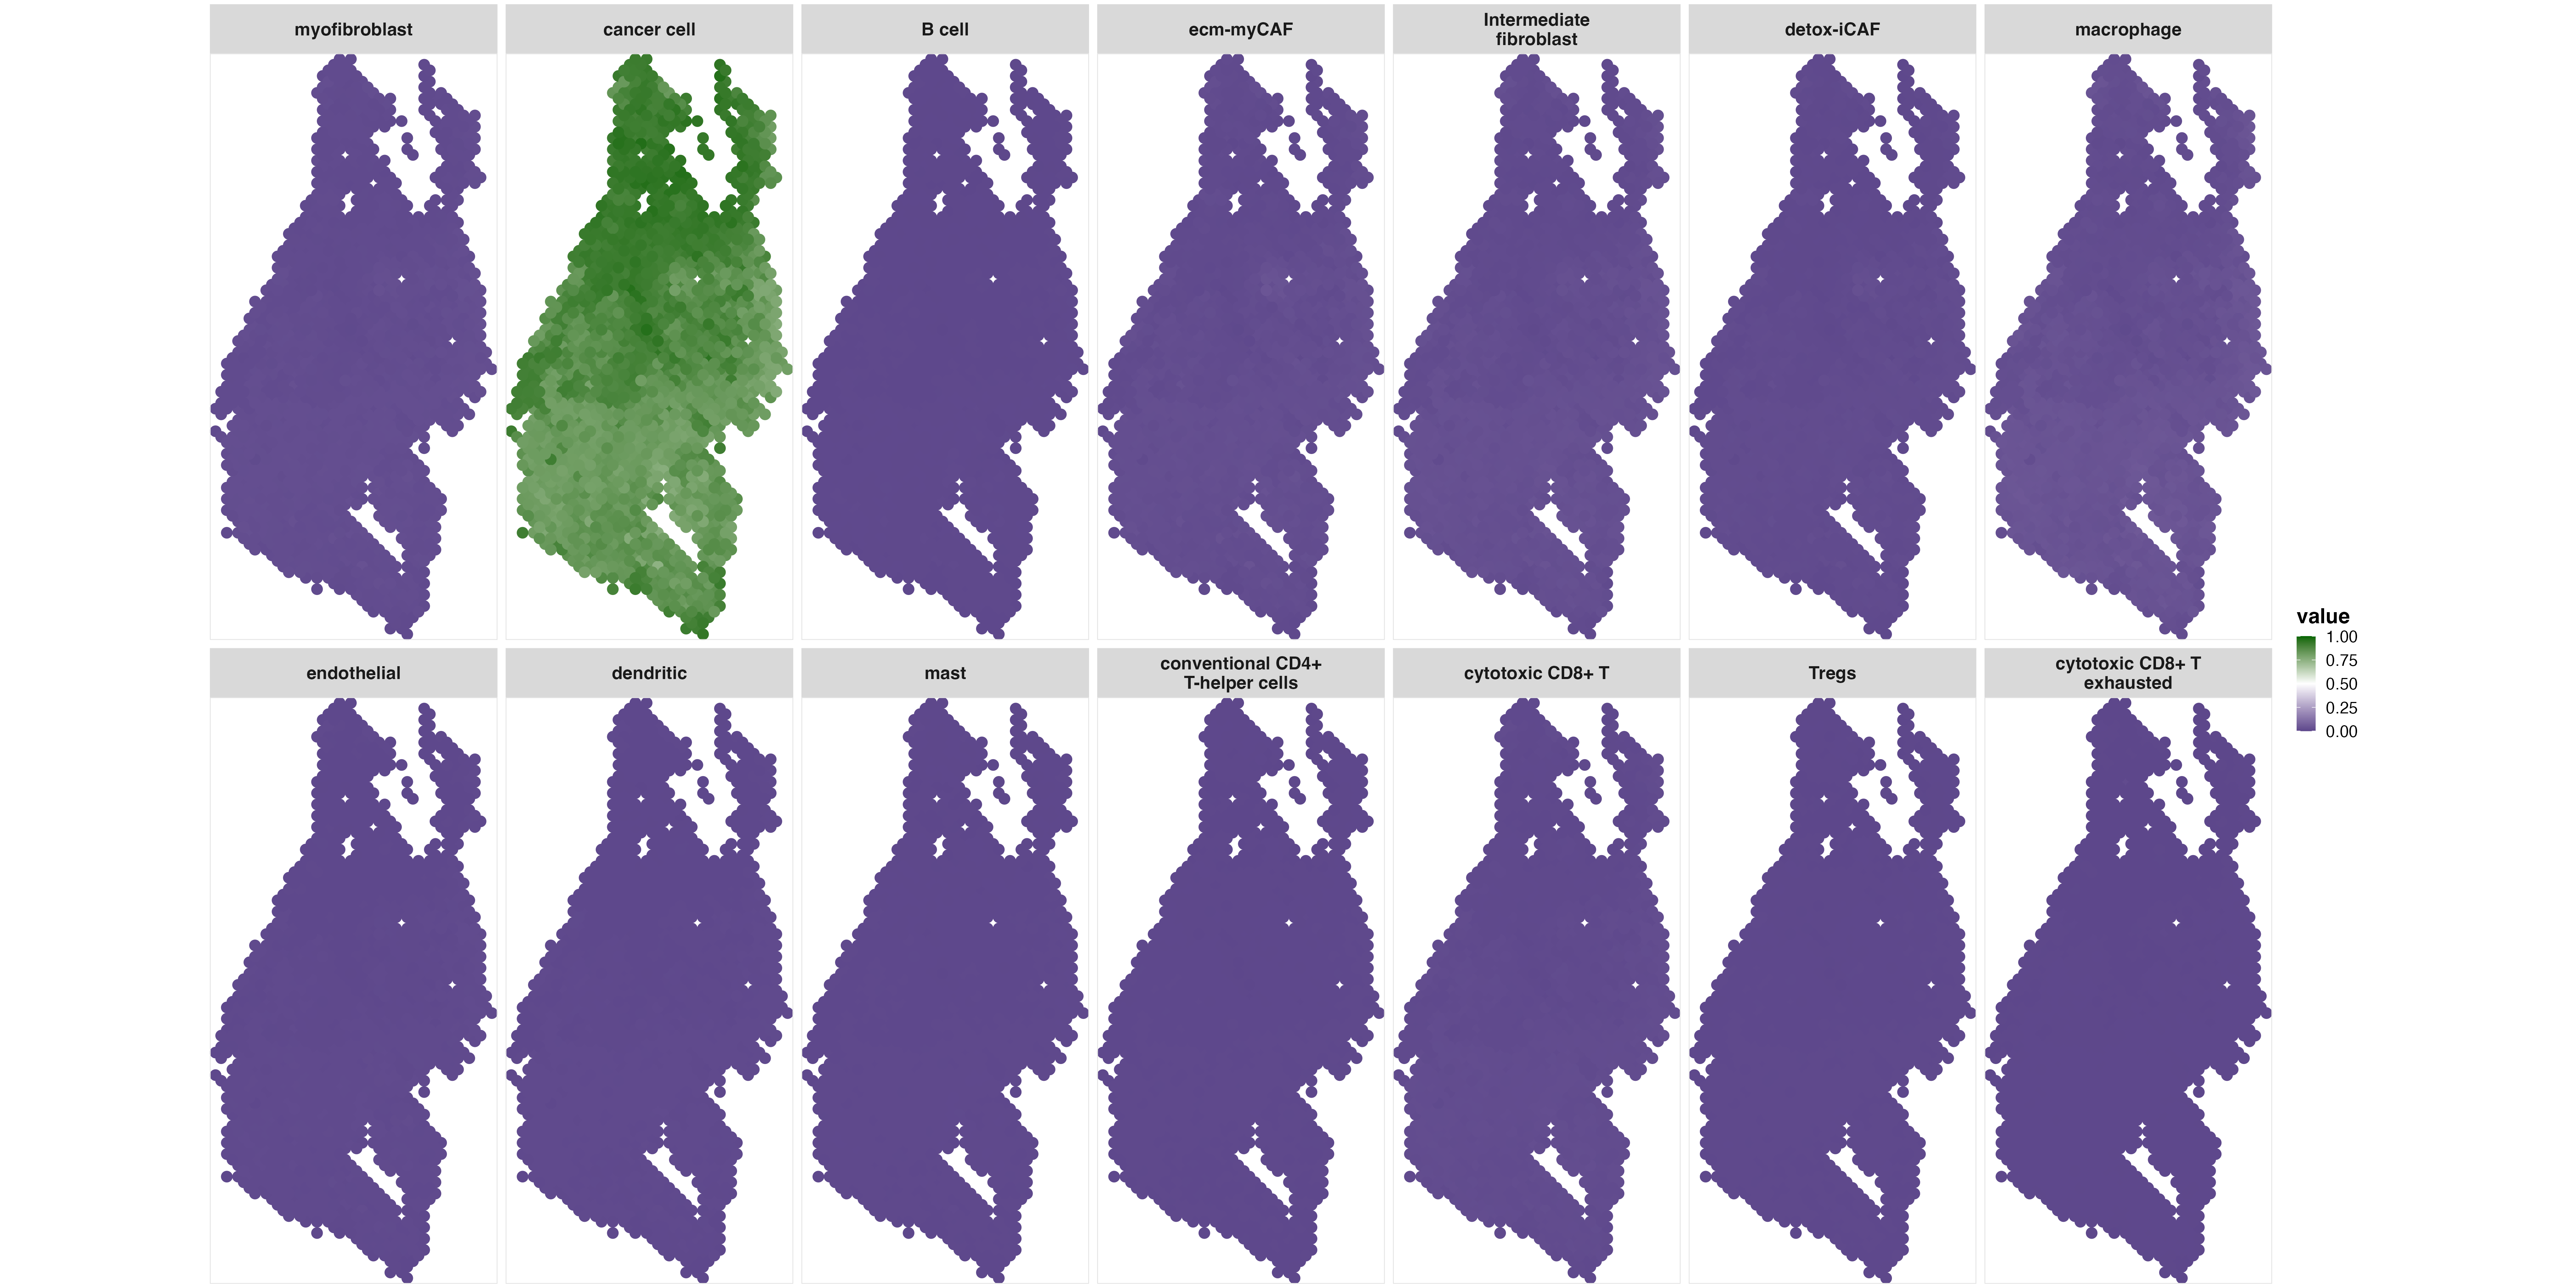 myofibroblast
cancer cell
B cell
ecm-myCAF
Intermediate
fibroblast
detox-iCAF
macrophage
endothelial
dendritic
mast
conventional CD4+
T-helper cells
cytotoxic CD8+ T
Tregs
cytotoxic CD8+ T
exhausted
value
1.00
0.75
0.50
0.25
0.00